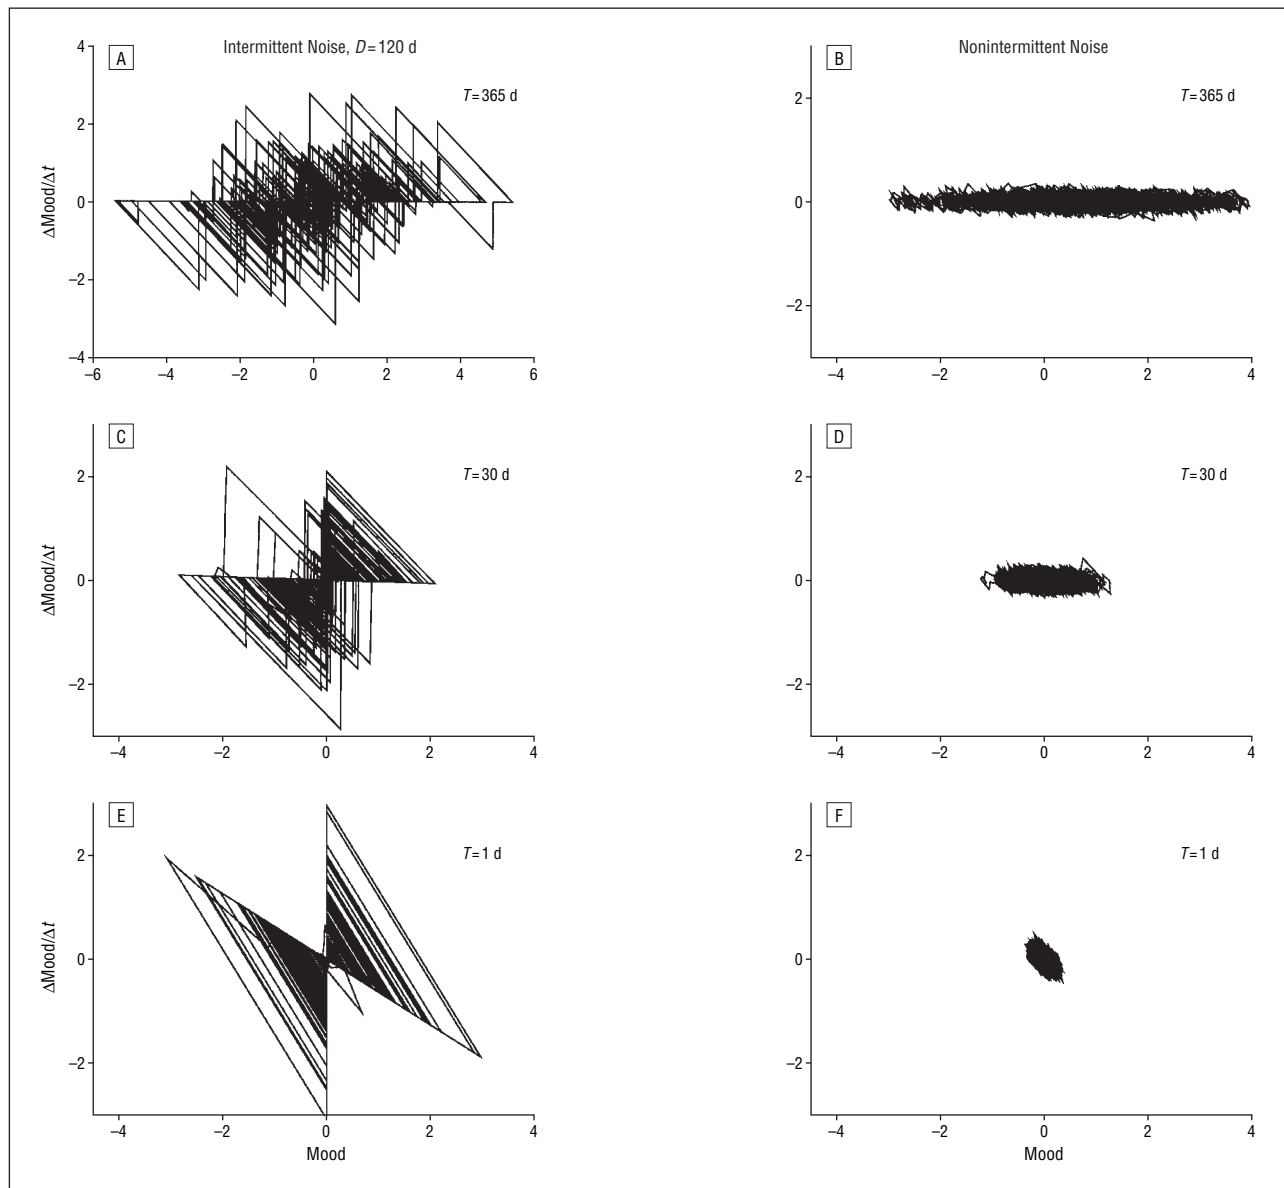 Intermittent Noise, D=120 d
A
T=365 d
4
2
0
−2
−4
ΔMood/Δt
−6 −4 −2 0 2 4 6
Nonintermittent Noise
B
T=365 d
2
0
−2
−4 −2 0 2 4
C
T=30 d
2
0
−2
ΔMood/Δt
−4 −2 0 2 4
D
T=30 d
2
0
−2
−4 −2 0 2 4
E
T=1 d
2
0
−2
ΔMood/Δt
−4 −2 0 2 4
Mood
F
T=1 d
2
0
−2
−4 −2 0 2 4
Mood